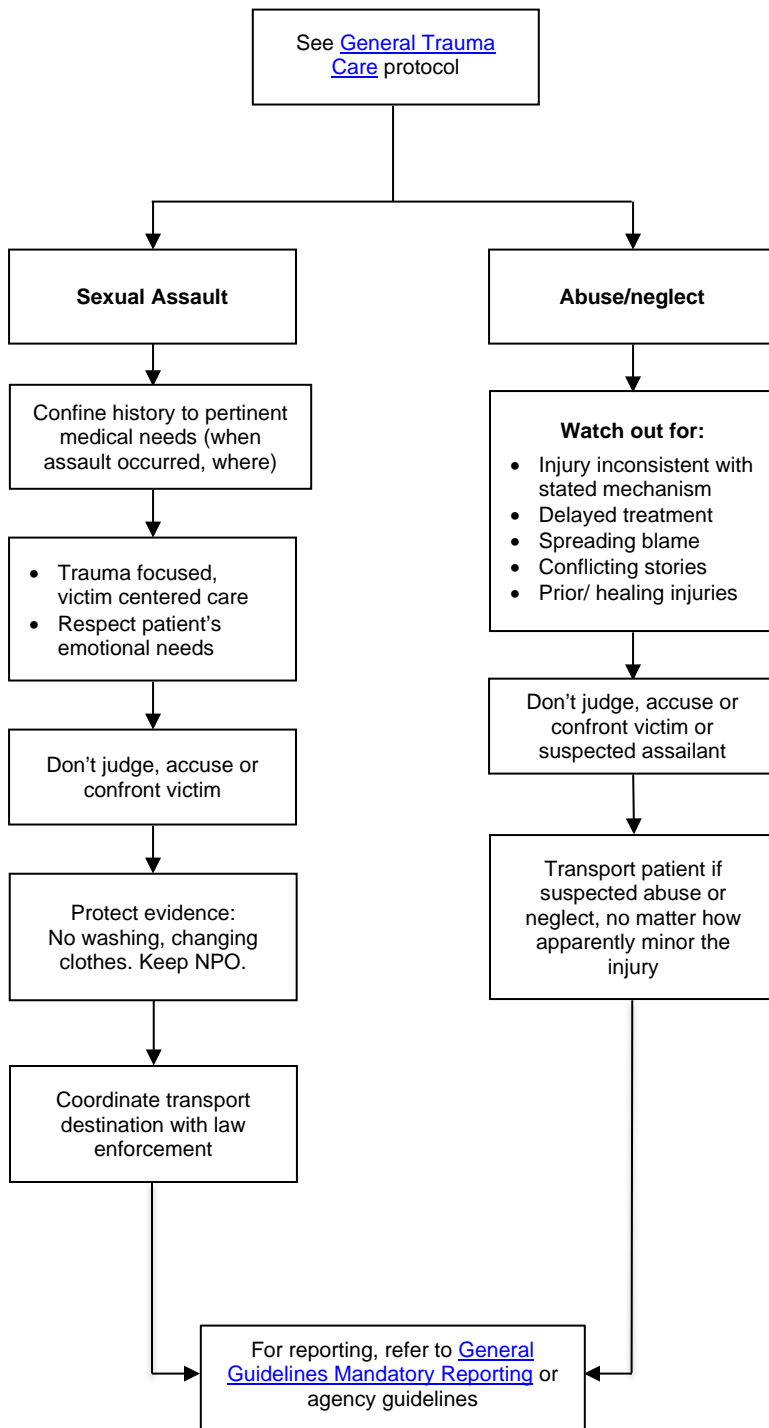 See General Trauma
Care protocol
Sexual Assault
Confine history to pertinent
medical needs (when
assault occurred, where)
• Trauma focused,
victim centered care
• Respect patient's
emotional needs
Don't judge, accuse or
confront victim
Protect evidence:
No washing, changing
clothes. Keep NPO.
Coordinate transport
destination with law
enforcement
Abuse/neglect
Watch out for:
• Injury inconsistent with
stated mechanism
• Delayed treatment
• Spreading blame
• Conflicting stories
• Prior/ healing injuries
Don't judge, accuse or
confront victim or
suspected assailant
Transport patient if
suspected abuse or
neglect, no matter how
apparently minor the
injury
For reporting, refer to General
Guidelines Mandatory Reporting or
agency guidelines